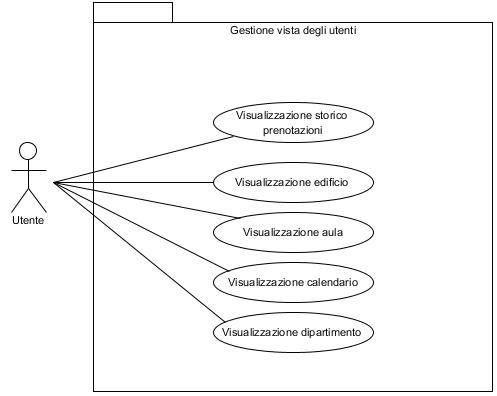 Gestione vista degli utenti
Visualizzazione storico
prenotazioni
Visualizzazione edificio
Visualizzazione aula
Utente
Visualizzazione calendario
Visualizzazione dipartimento